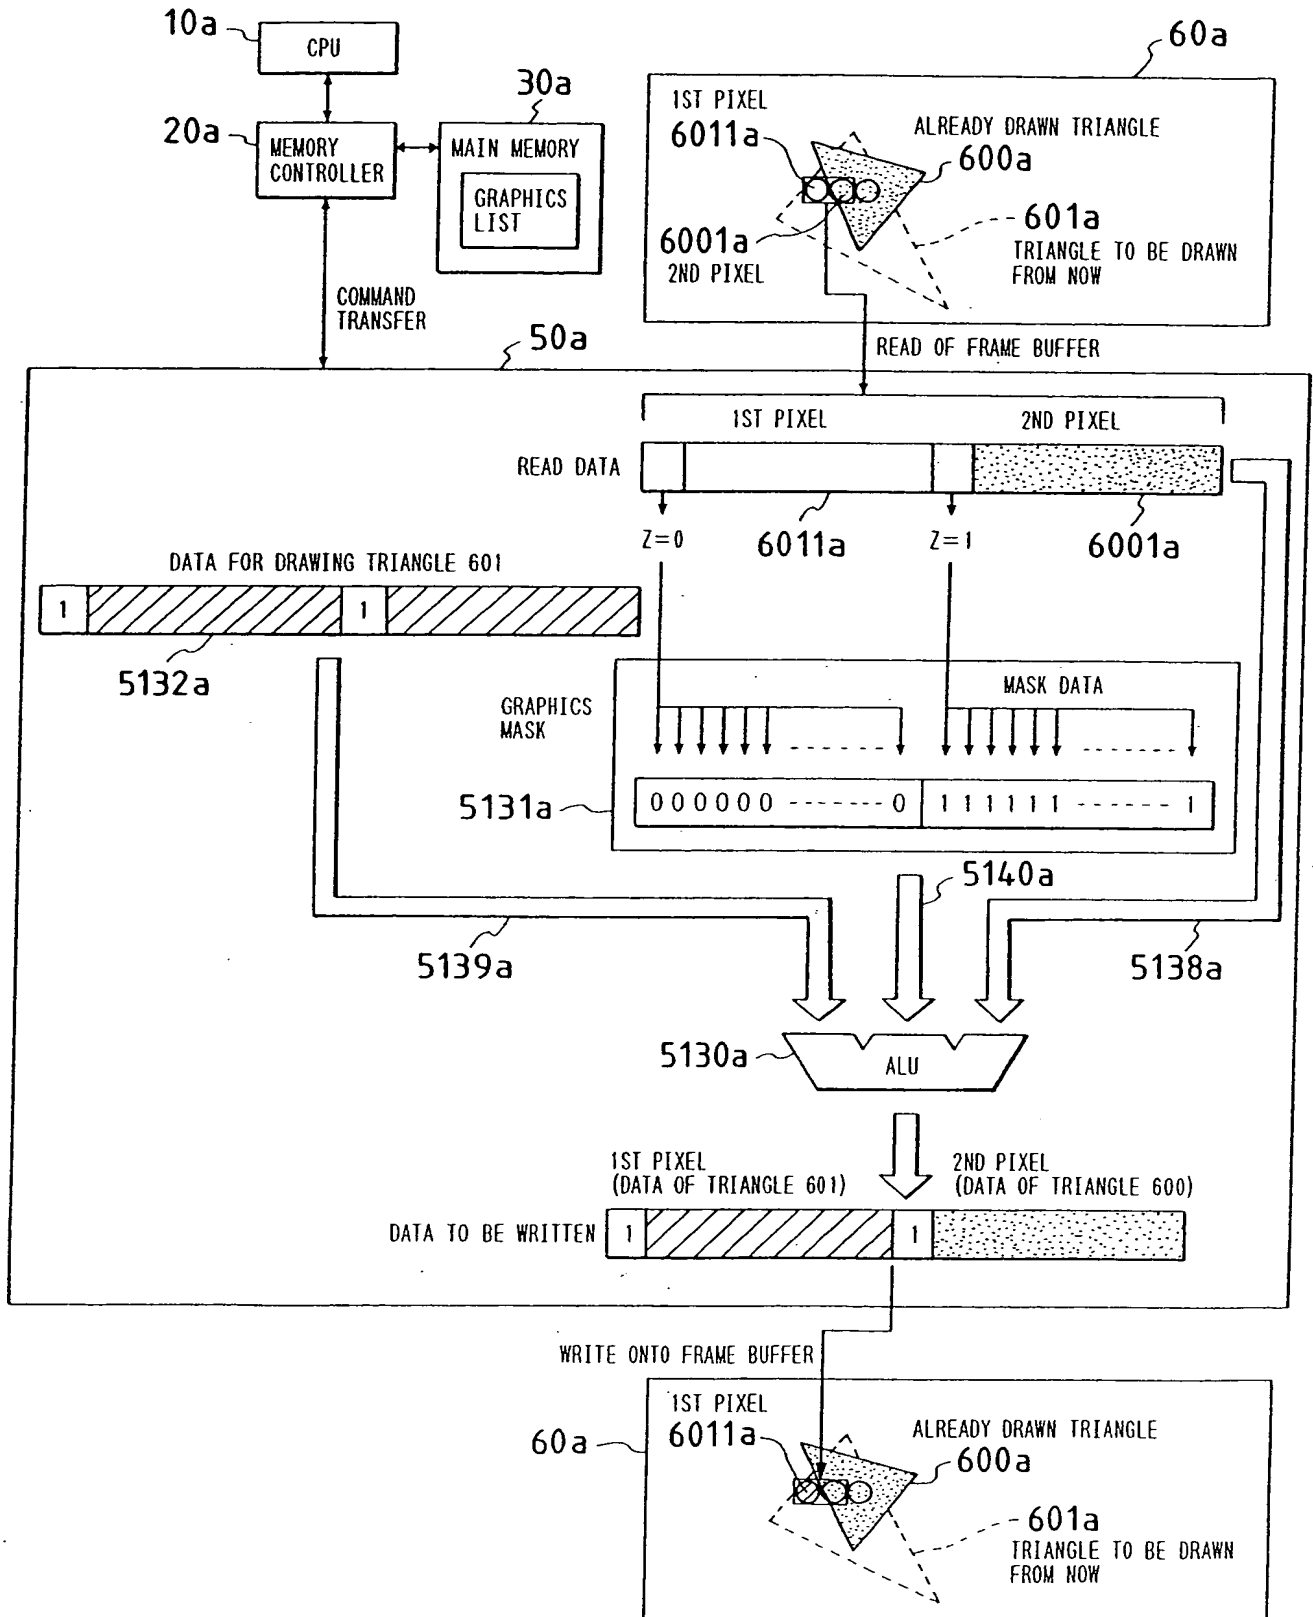 10a
CPU
20a
MEMORY
CONTROLLER
30a
MAIN MEMORY
GRAPHICS
LIST
COMMAND
TRANSFER
60a
1ST PIXEL
6011a
ALREADY DRAWN TRIANGLE
600a
6001a
2ND PIXEL
601a
TRIANGLE TO BE DRAWN
FROM NOW
READ OF FRAME BUFFER
50a
1ST PIXEL
2ND PIXEL
READ DATA
Z=0
6011a
Z=1
6001a
DATA FOR DRAWING TRIANGLE 601
1
1
5132a
GRAPHICS
MASK
MASK DATA
5131a
000000 ------- 0
111111 ------ 1
5140a
5139a
5138a
5130a
ALU
1ST PIXEL
(DATA OF TRIANGLE 601)
2ND PIXEL
(DATA OF TRIANGLE 600)
DATA TO BE WRITTEN
1
1
WRITE ONTO FRAME BUFFER
60a
1ST PIXEL
6011a
ALREADY DRAWN TRIANGLE
600a
601a
TRIANGLE TO BE DRAWN
FROM NOW